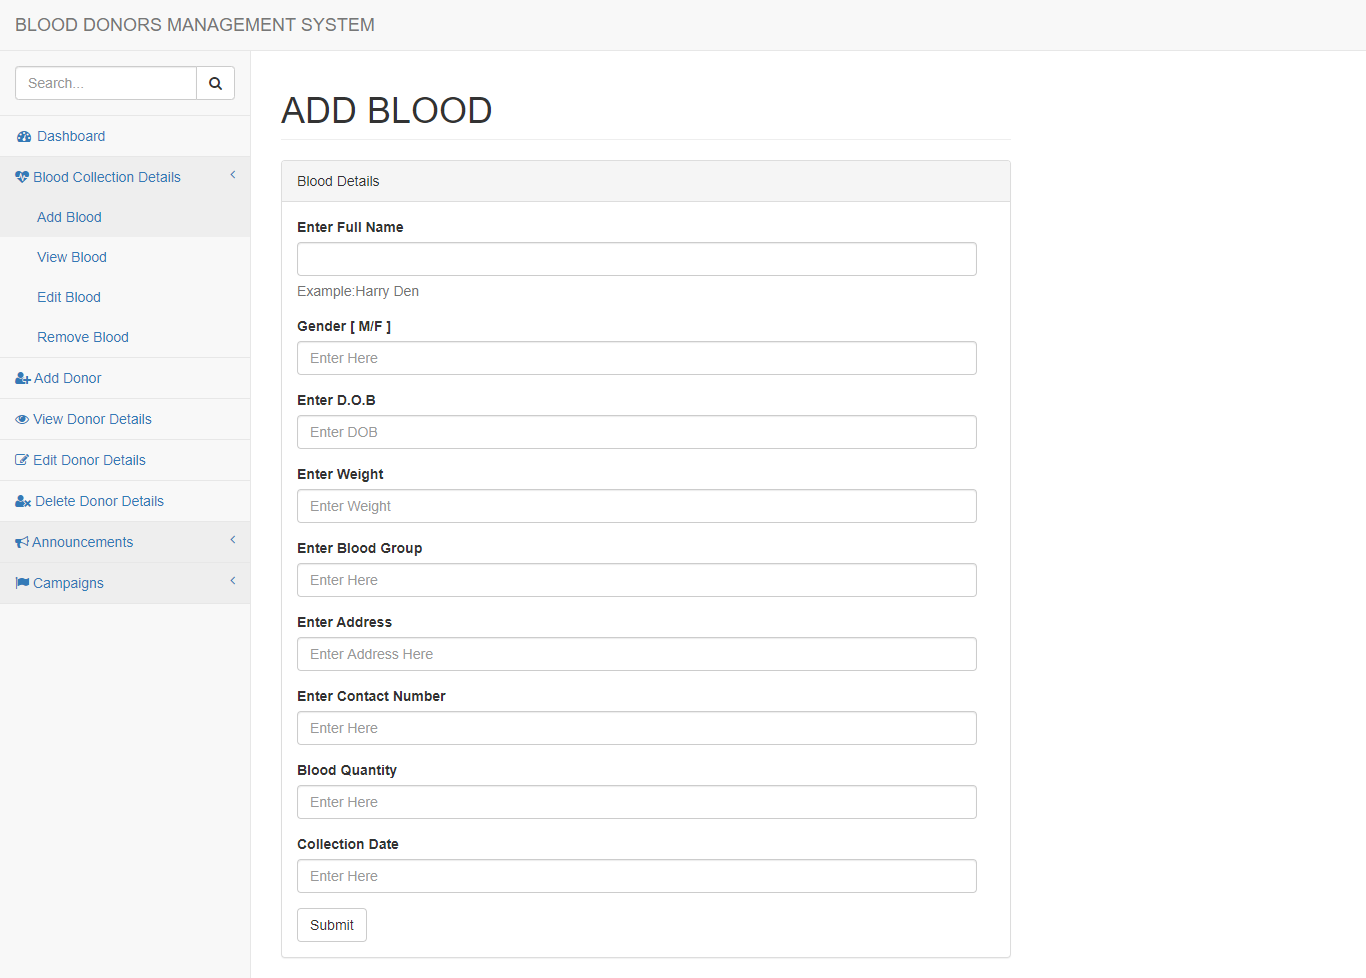 BLOOD DONORS MANAGEMENT SYSTEM
Search...
Dashboard
Blood Collection Details
Add Blood
View Blood
Edit Blood
Remove Blood
Add Donor
View Donor Details
Edit Donor Details
Delete Donor Details
Announcements
Campaigns
ADD BLOOD
Blood Details
Enter Full Name
Example:Harry Den
Gender [ M/F ]
Enter Here
Enter D.O.B
Enter DOB
Enter Weight
Enter Weight
Enter Blood Group
Enter Here
Enter Address
Enter Address Here
Enter Contact Number
Enter Here
Blood Quantity
Enter Here
Collection Date
Enter Here
Submit